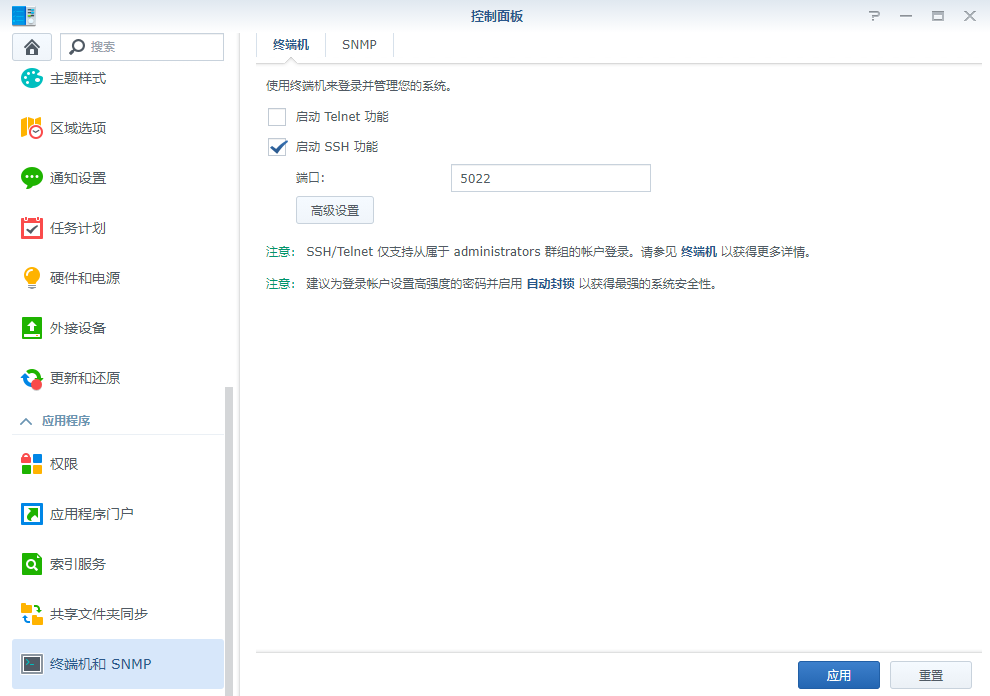 控制面板
搜索
主题样式
区域选项
通知设置
任务计划
硬件和电源
外接设备
更新和还原
应用程序
权限
应用程序门户
索引服务
共享文件夹同步
终端机和 SNMP
终端机 SNMP
使用终端机来登录并管理您的系统。
启动 Telnet 功能
启动 SSH 功能
端口: 5022
高级设置
注意: SSH/Telnet 仅支持从属于 administrators 群组的帐户登录。请参见 终端机 以获得更多详情。
注意: 建议为登录帐户设置高强度的密码并启用 自动封锁 以获得最强的系统安全性。
应用 重置